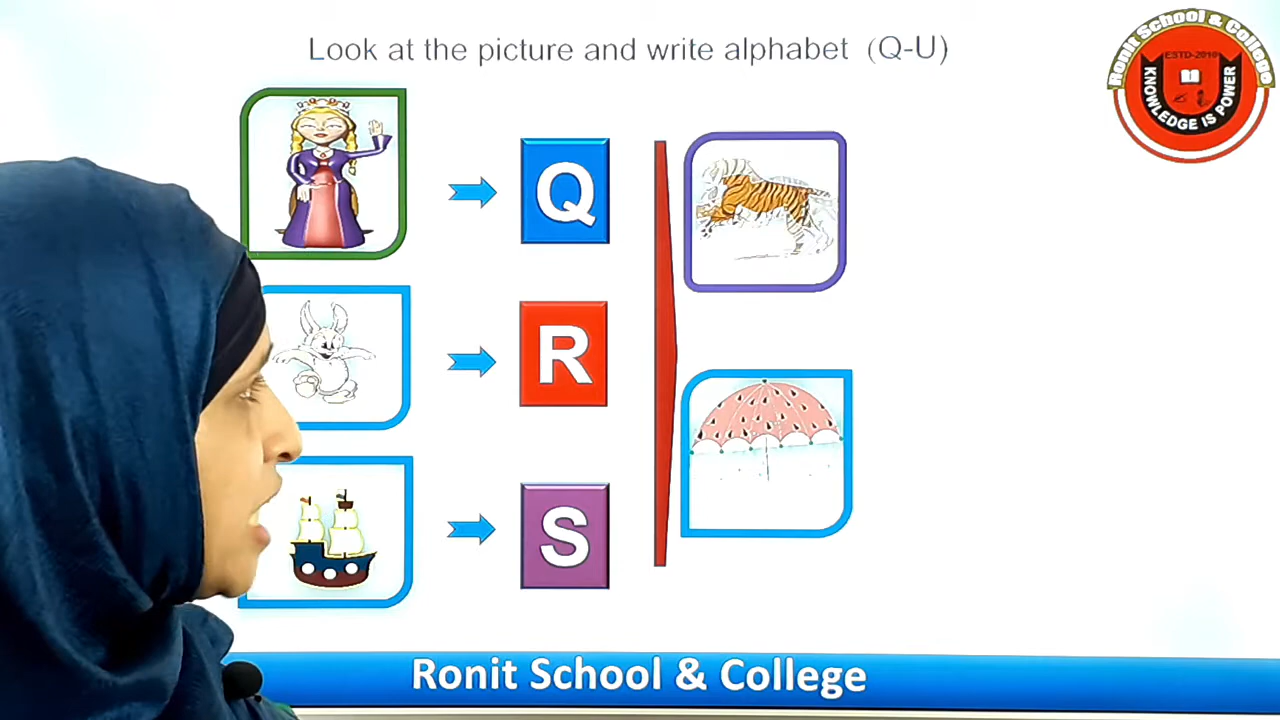 Look at the picture and write alphabet (Q-U)
Ronit School & College
ESTD-2010
KNOWLEDGE IS POWER
Q
R
S
Ronit School & College